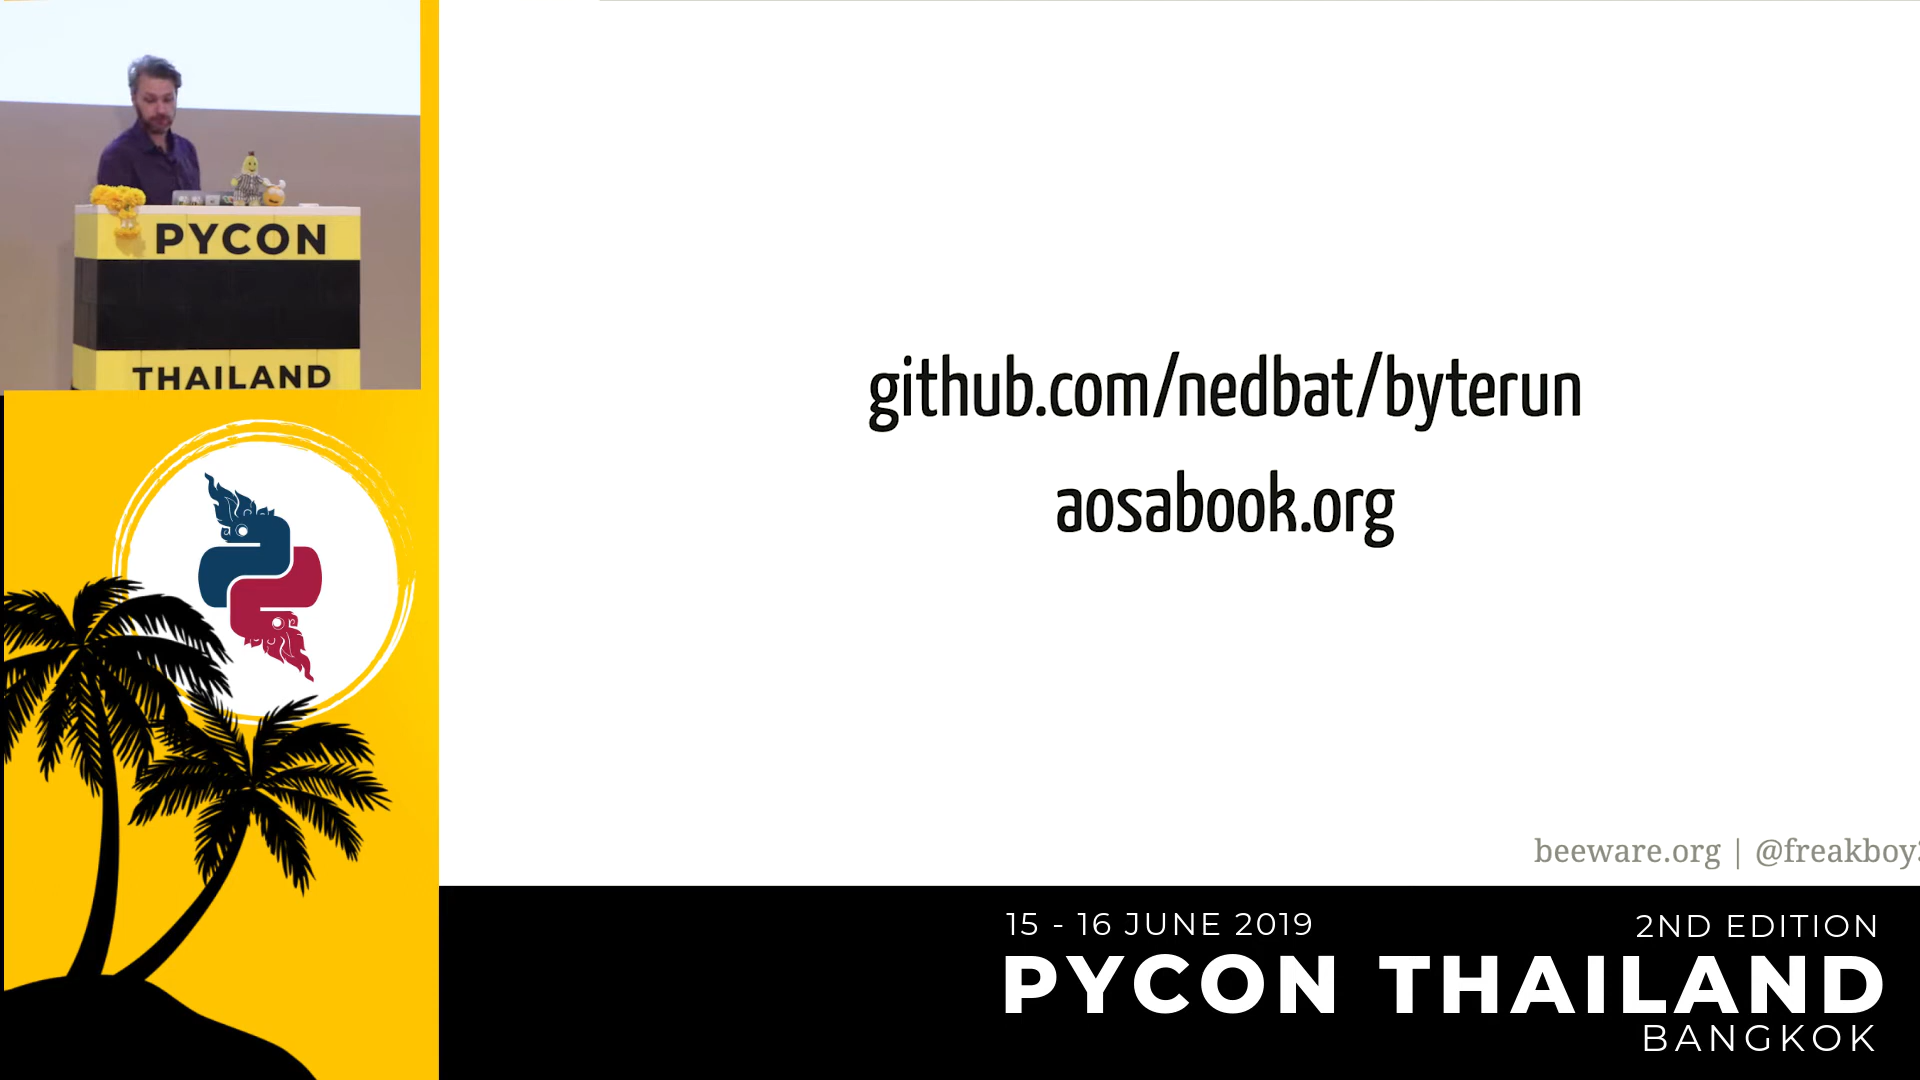 PYCON
THAILAND
github.com/nedbat/byterun
aosabook.org
beeware.org | @freakboy
15 - 16 JUNE 2019
2ND EDITION
PYCON THAILAND
BANGKOK